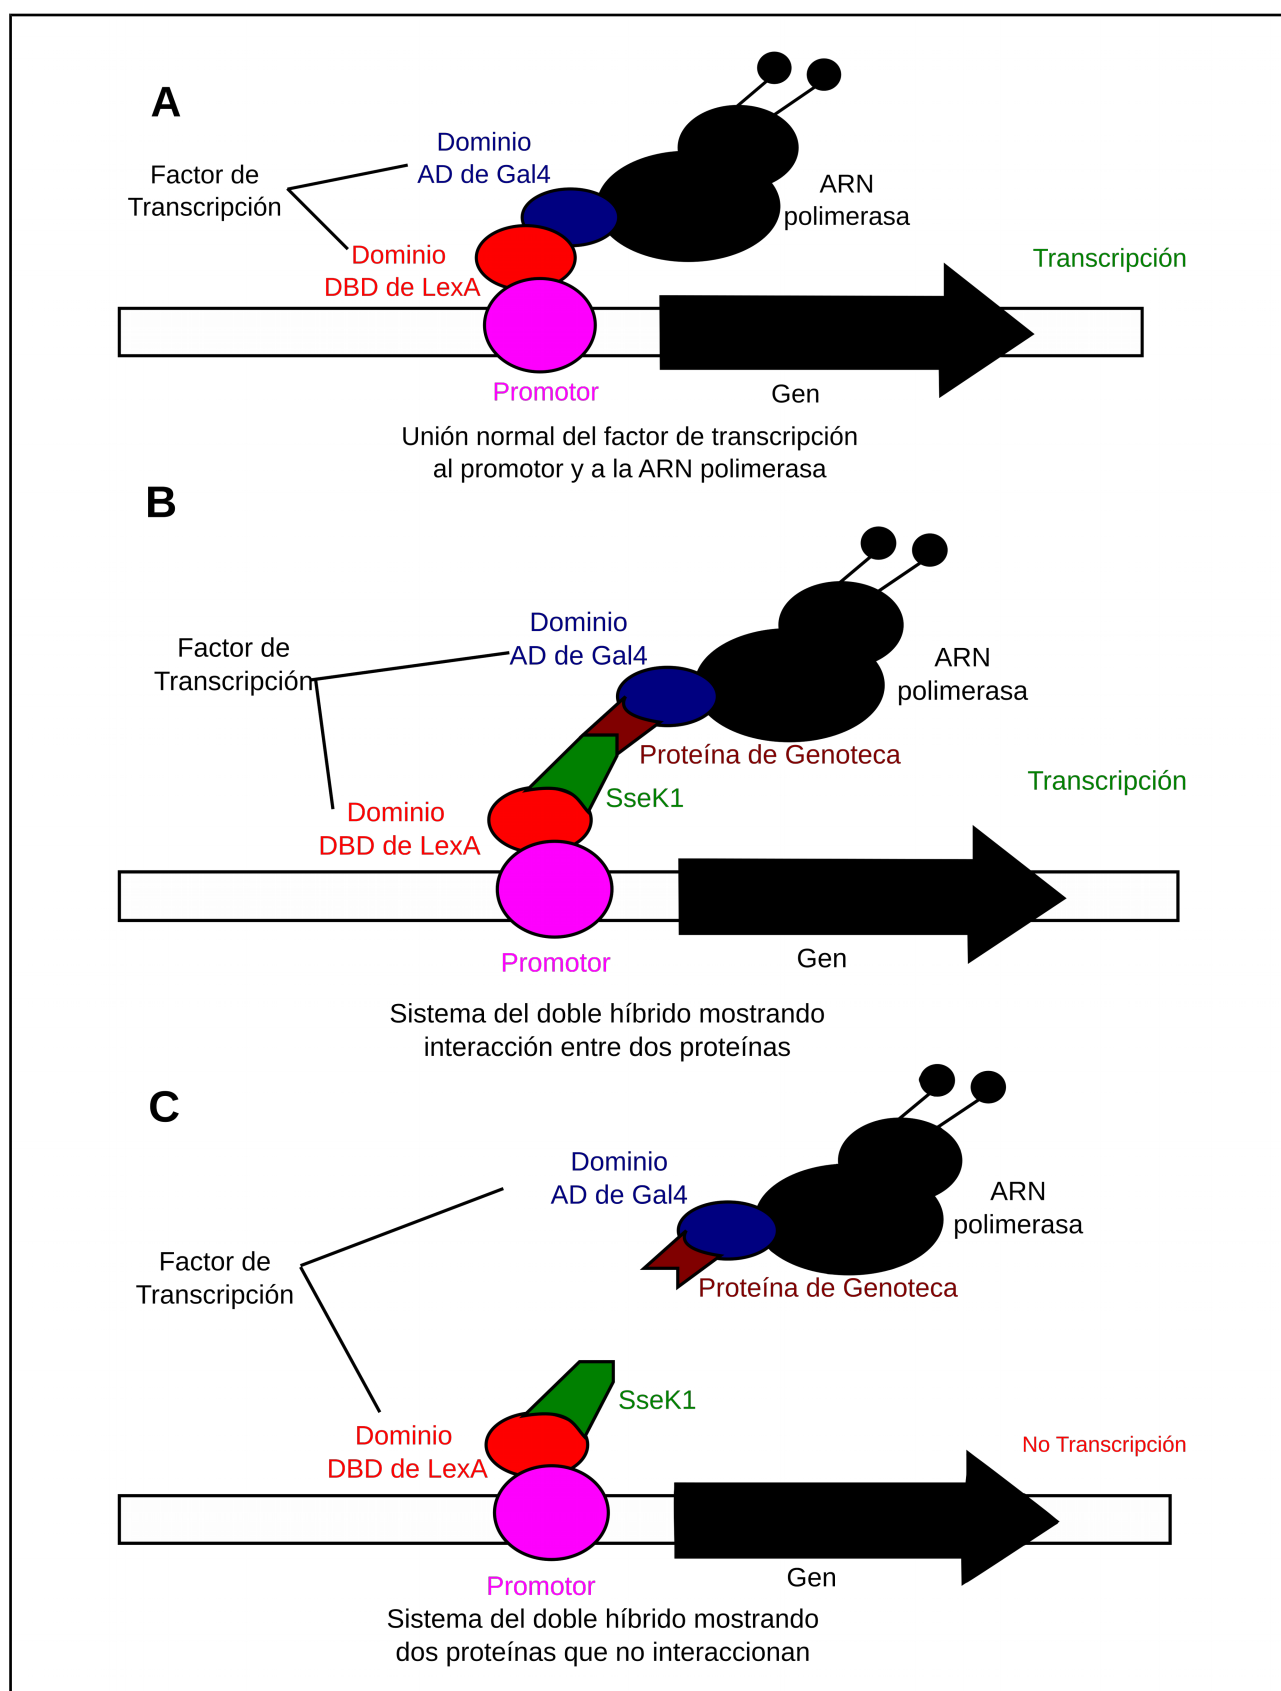 A
Dominio
AD de Gal4
Factor de
Transcripción
ARN
polimerasa
Dominio
DBD de LexA
Transcripción
Promotor
Gen
Unión normal del factor de transcripción
al promotor y a la ARN polimerasa
B
Dominio
AD de Gal4
Factor de
Transcripción
ARN
polimerasa
Proteína de Genoteca
SseK1
Transcripción
Dominio
DBD de LexA
Promotor
Gen
Sistema del doble híbrido mostrando
interacción entre dos proteínas
C
Dominio
AD de Gal4
ARN
polimerasa
Factor de
Transcripción
Proteína de Genoteca
SseK1
Dominio
DBD de LexA
No Transcripción
Promotor
Gen
Sistema del doble híbrido mostrando
dos proteínas que no interaccionan